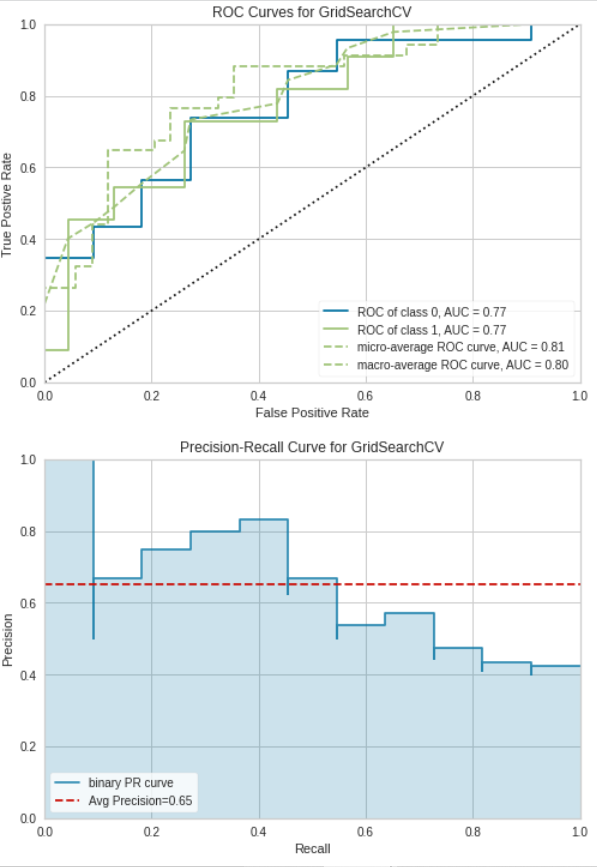 ROC Curves for GridSearchCV
1.0
0.8
0.6
0.4
0.2
0.0
True Postive Rate
0.0 0.2 0.4 0.6 0.8 1.0
False Positive Rate
ROC of class 0, AUC = 0.77
ROC of class 1, AUC = 0.77
micro-average ROC curve, AUC = 0.81
macro-average ROC curve, AUC = 0.80
Precision-Recall Curve for GridSearchCV
1.0
0.8
0.6
0.4
0.2
0.0
Precision
binary PR curve
Avg Precision=0.65
0.0 0.2 0.4 0.6 0.8 1.0
Recall